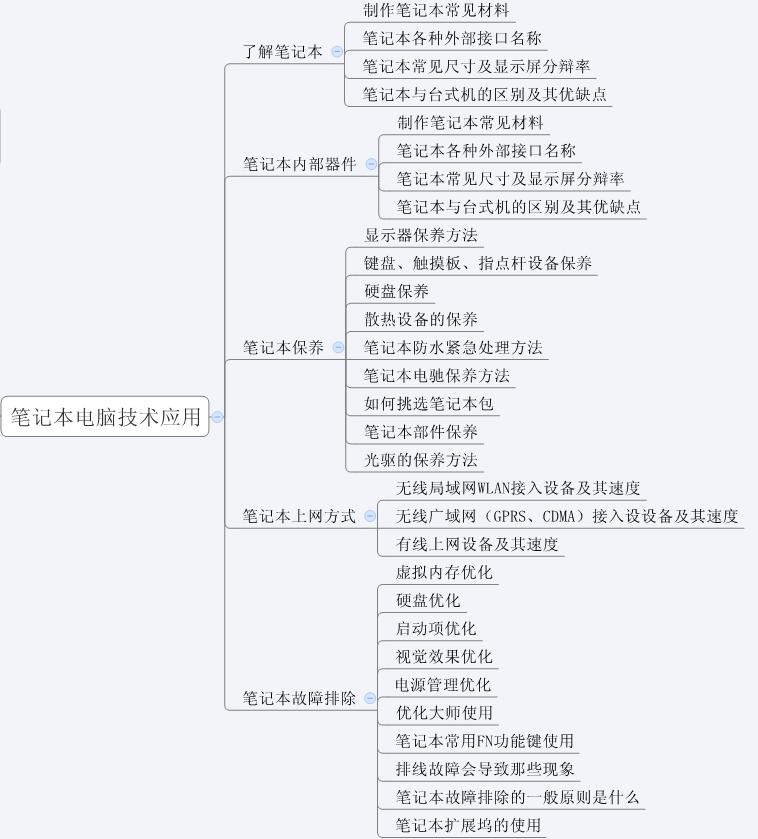 笔记本电脑技术应用
了解笔记本
制作笔记本常见材料
笔记本各种外部接口名称
笔记本常见尺寸及显示屏分辩率
笔记本与台式机的区别及其优缺点
笔记本内部器件
制作笔记本常见材料
笔记本各种外部接口名称
笔记本常见尺寸及显示屏分辩率
笔记本与台式机的区别及其优缺点
笔记本保养
显示器保养方法
键盘、触摸板、指点杆设备保养
硬盘保养
散热设备的保养
笔记本防水紧急处理方法
笔记本电驰保养方法
如何挑选笔记本包
笔记本部件保养
光驱的保养方法
笔记本上网方式
无线局域网WLAN接入设备及其速度
无线广域网（GPRS、CDMA）接入设设备及其速度
有线上网设备及其速度
笔记本故障排除
虚拟内存优化
硬盘优化
启动项优化
视觉效果优化
电源管理优化
优化大师使用
笔记本常用FN功能键使用
排线故障会导致那些现象
笔记本故障排除的一般原则是什么
笔记本扩展坞的使用